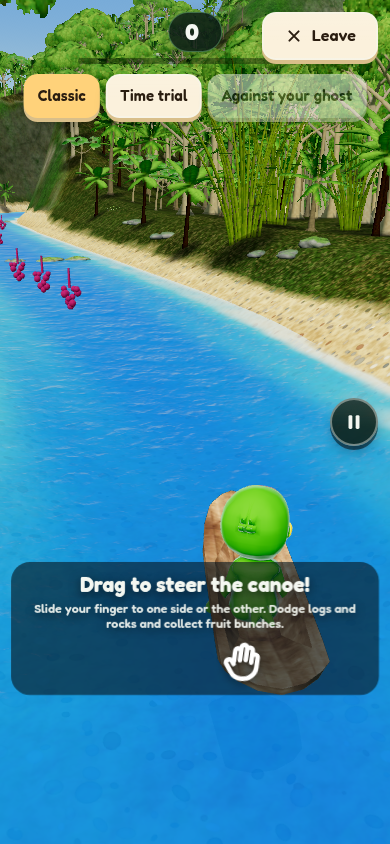 0
Leave
Classic
Time trial
Against your ghost
Drag to steer the canoe!
Slide your finger to one side or the other. Dodge logs and
rocks and collect fruit bunches.